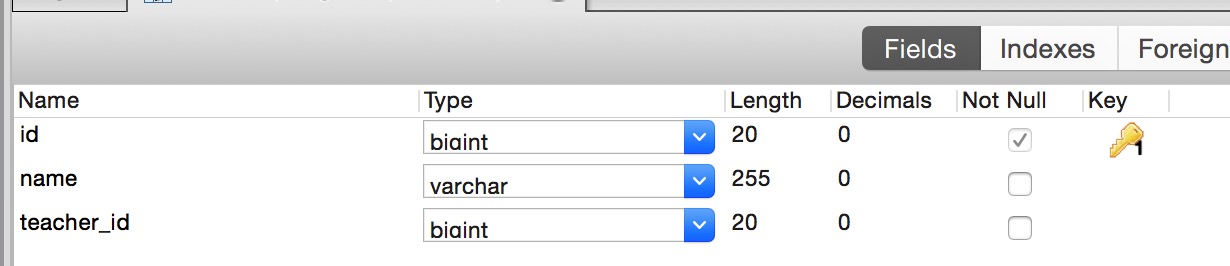 Fields Indexes Foreign
Name Type Length Decimals Not Null Key
id bigint 20 0 1
name varchar 255 0
teacher_id bigint 20 0